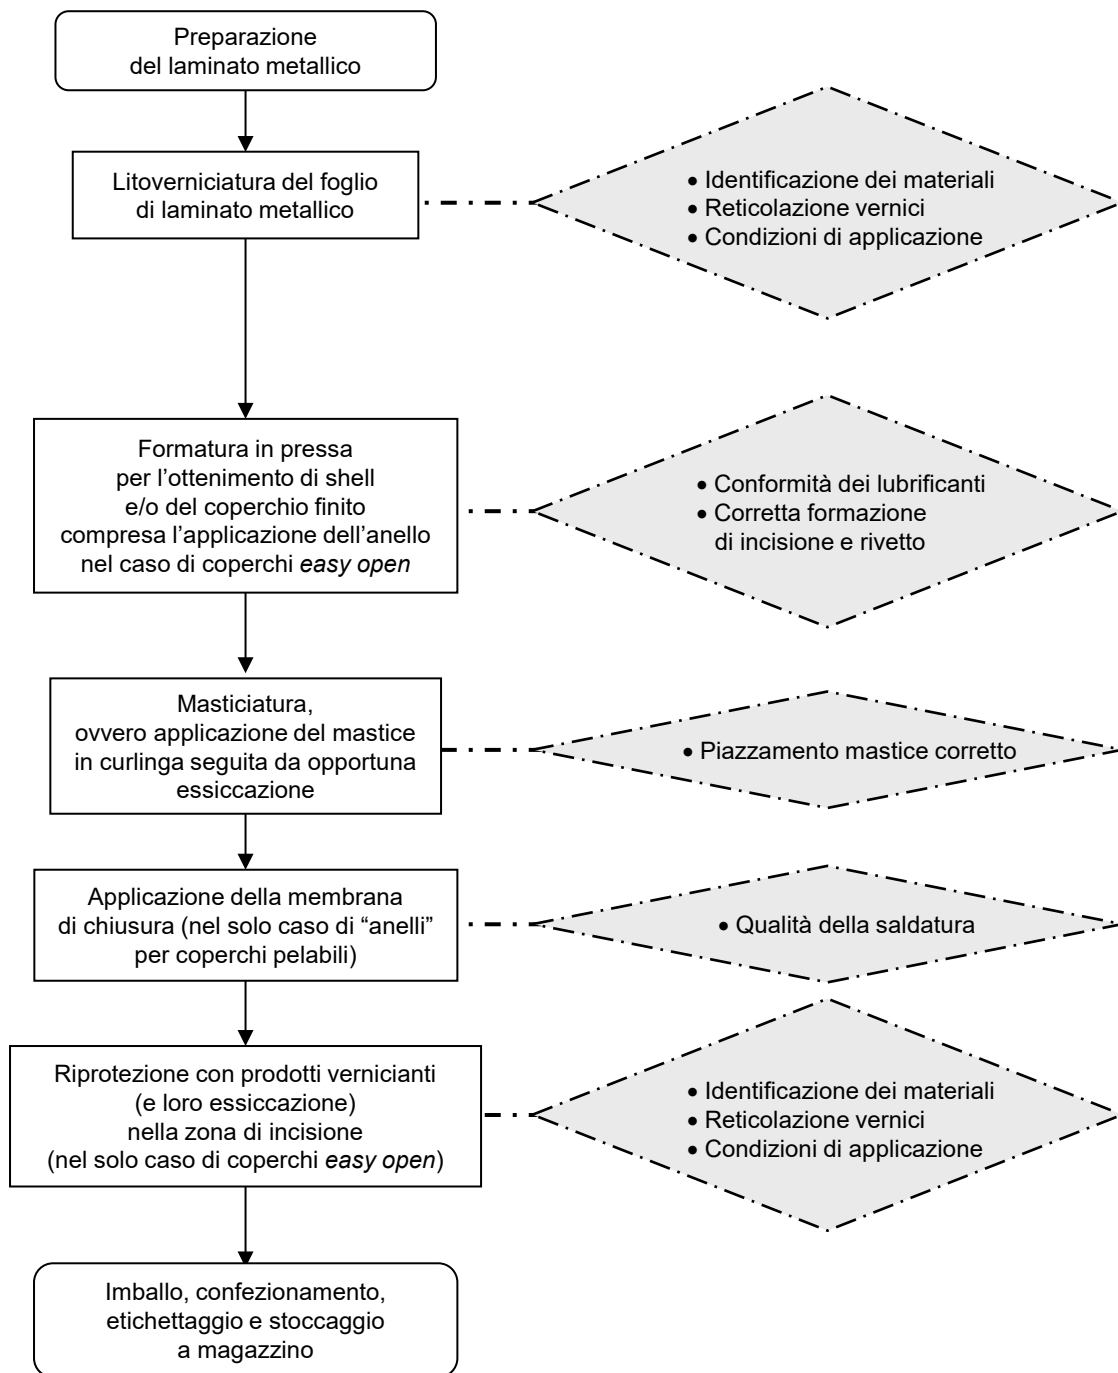 Preparazione
del laminato metallico
Litoverniciatura del foglio
di laminato metallico
• Identificazione dei materiali
• Reticolazione vernici
• Condizioni di applicazione
Formatura in pressa
per l’ottenimento di shell
e/o del coperchio finito
compresa l’applicazione dell’anello
nel caso di coperchi easy open
• Conformità dei lubrificanti
• Corretta formazione
di incisione e rivetto
Masticiatura,
ovvero applicazione del mastice
in curlinga seguita da opportuna
essiccazione
• Piazzamento mastice corretto
Applicazione della membrana
di chiusura (nel solo caso di “anelli”
per coperchi pelabili)
• Qualità della saldatura
Riprotezione con prodotti vernicianti
(e loro essiccazione)
nella zona di incisione
(nel solo caso di coperchi easy open)
• Identificazione dei materiali
• Reticolazione vernici
• Condizioni di applicazione
Imballo, confezionamento,
etichettaggio e stoccaggio
a magazzino